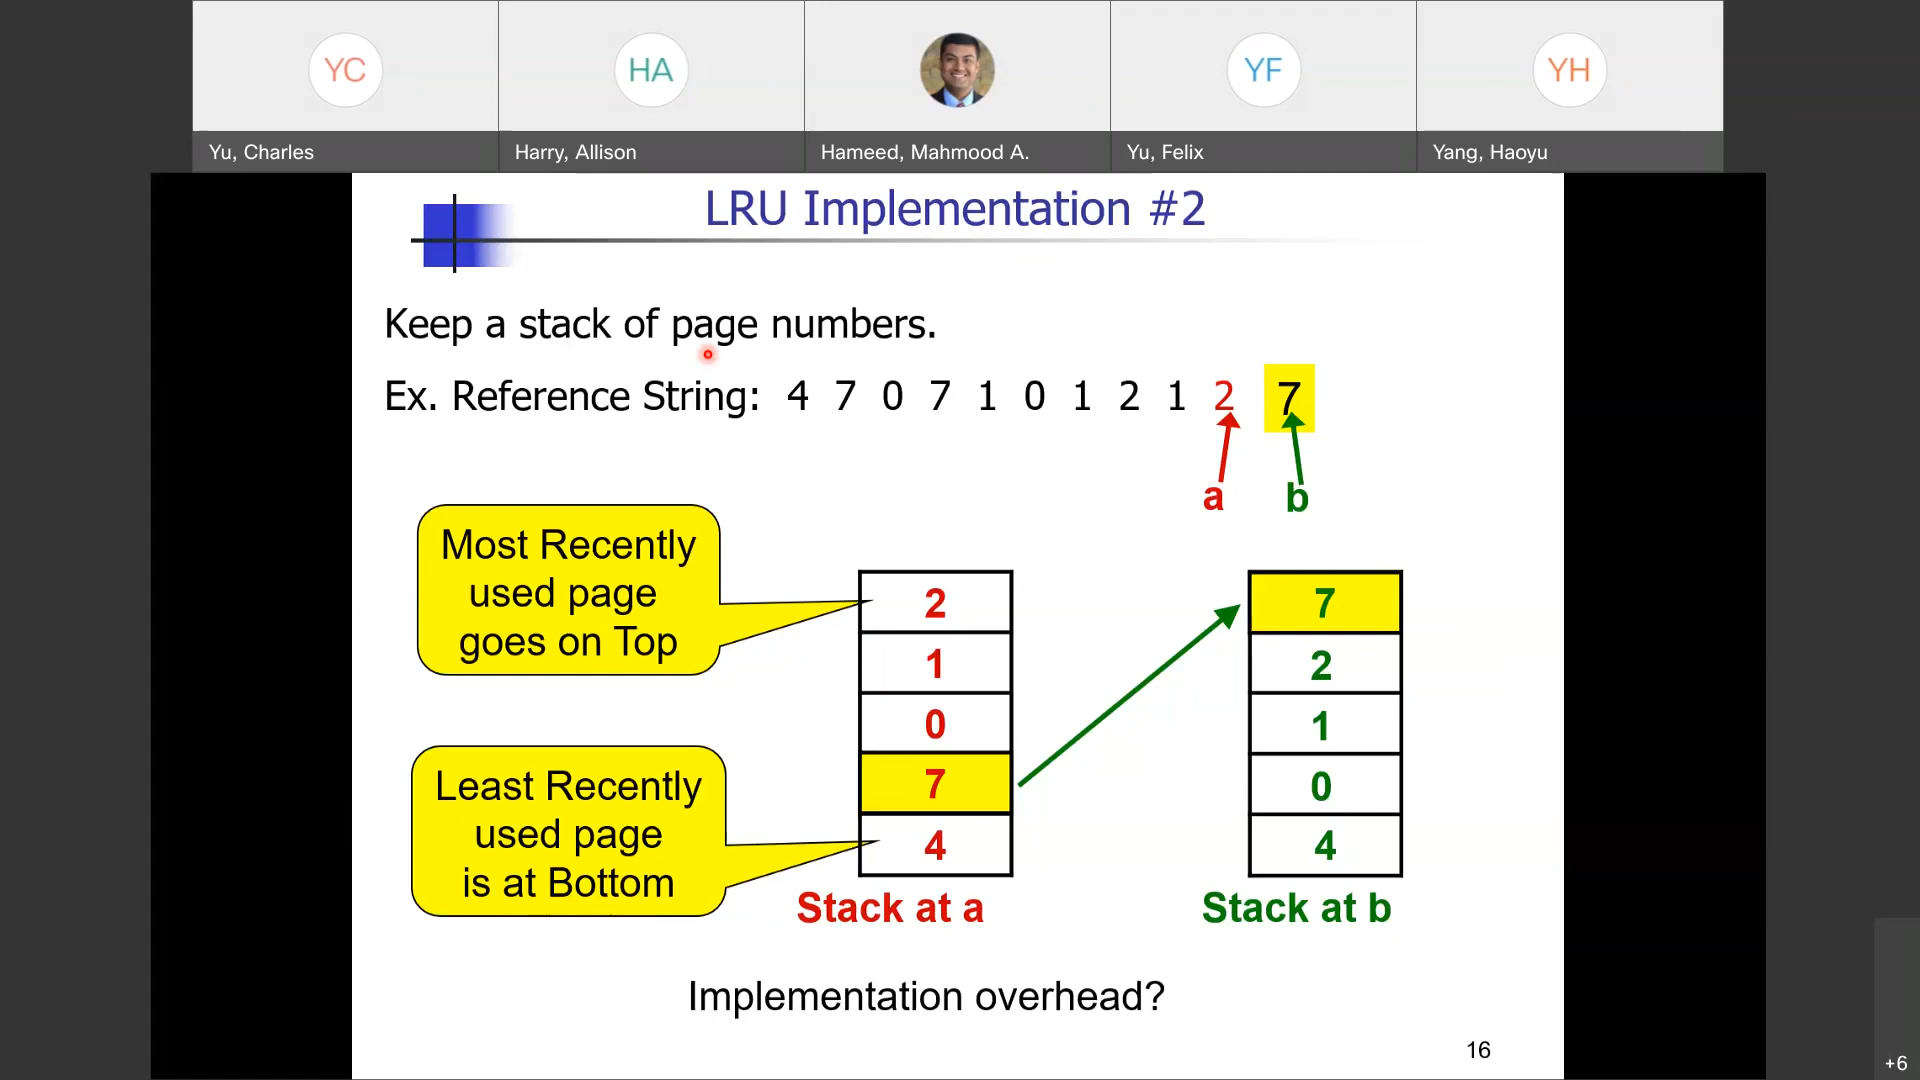 YC
HA
YF
YH
Yu, Charles
Harry, Allison
Hameed, Mahmood A.
Yu, Felix
Yang, Haoyu
LRU Implementation #2
Keep a stack of page numbers.
Ex. Reference String: 4 7 0 7 1 0 1 2 1 2 7
a
b
Most Recently
used page
goes on Top
Least Recently
used page
is at Bottom
2
1
0
7
4
Stack at a
7
2
1
0
4
Stack at b
Implementation overhead?
16
+6